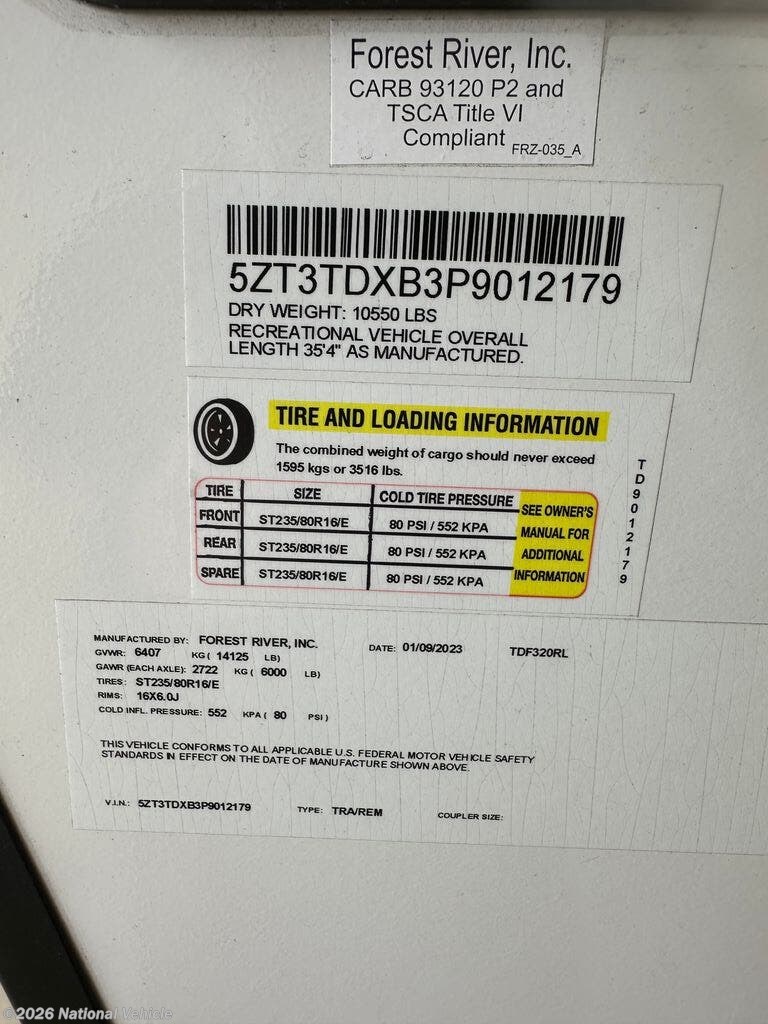 Forest River, Inc.
CARB 93120 P2 and
TSCA Title VI
Compliant FRZ-035_A
5ZT3TDXB3P9012179
DRY WEIGHT: 10550 LBS
RECREATIONAL VEHICLE OVERALL
LENGTH 35'4" AS MANUFACTURED.
TIRE AND LOADING INFORMATION
The combined weight of cargo should never exceed
1595 kgs or 3516 lbs.
TIRE SIZE COLD TIRE PRESSURE SEE OWNER'S
FRONT ST235/80R16/E 80 PSI / 552 KPA MANUAL FOR
REAR ST235/80R16/E 80 PSI / 552 KPA ADDITIONAL
SPARE ST235/80R16/E 80 PSI / 552 KPA INFORMATION
TD9012179
MANUFACTURED BY: FOREST RIVER, INC. DATE: 01/09/2023 TDF320RL
GVWR: 6407 KG ( 14125 LB)
GAWR (EACH AXLE): 2722 KG ( 6000 LB)
TIRES: ST235/80R16/E
RIMS: 16X6.0J
COLD INFL. PRESSURE: 552 KPA ( 80 PSI )
THIS VEHICLE CONFORMS TO ALL APPLICABLE U.S. FEDERAL MOTOR VEHICLE SAFETY
STANDARDS IN EFFECT ON THE DATE OF MANUFACTURE SHOWN ABOVE.
V.I.N.: 5ZT3TDXB3P9012179 TYPE: TRA/REM COUPLER SIZE:
©2026 National Vehicle